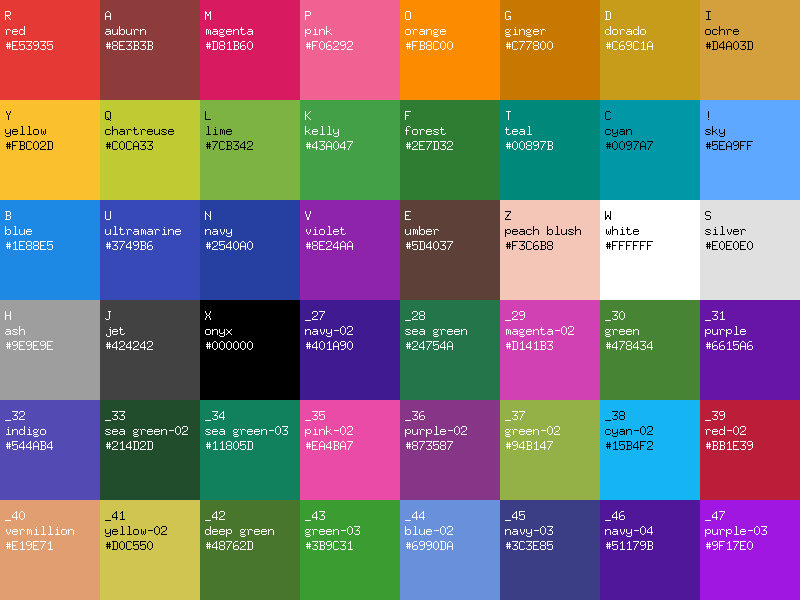 R
red
#E53935
A
auburn
#8E3B3B
M
magenta
#D81B60
P
pink
#F06292
O
orange
#FB8C00
G
ginger
#C77800
D
dorado
#C69C1A
I
ochre
#D4A03D
Y
yellow
#FBC02D
Q
chartreuse
#C0CA33
L
lime
#7CB342
K
kelly
#43A047
F
forest
#2E7D32
T
teal
#00897B
C
cyan
#0097A7
!
sky
#5EA9FF
B
blue
#1E88E5
U
ultramarine
#3749B6
N
navy
#2540A0
V
violet
#8E24AA
E
umber
#5D4037
Z
peach blush
#F3C6B8
W
white
#FFFFFF
S
silver
#E0E0E0
H
ash
#9E9E9E
J
jet
#424242
X
onyx
#000000
_27
navy-02
#401A90
_28
sea green
#24754A
_29
magenta-02
#D141B3
_30
green
#478434
_31
purple
#6615A6
_32
indigo
#544AB4
_33
sea green-02
#214D2D
_34
sea green-03
#11805D
_35
pink-02
#EA4BA7
_36
purple-02
#873587
_37
green-02
#94B147
_38
cyan-02
#15B4F2
_39
red-02
#BB1E39
_40
vermillion
#E19E71
_41
yellow-02
#D0C550
_42
deep green
#48762D
_43
green-03
#3B9C31
_44
blue-02
#6990DA
_45
navy-03
#3C3E85
_46
navy-04
#51179B
_47
purple-03
#9F17E0